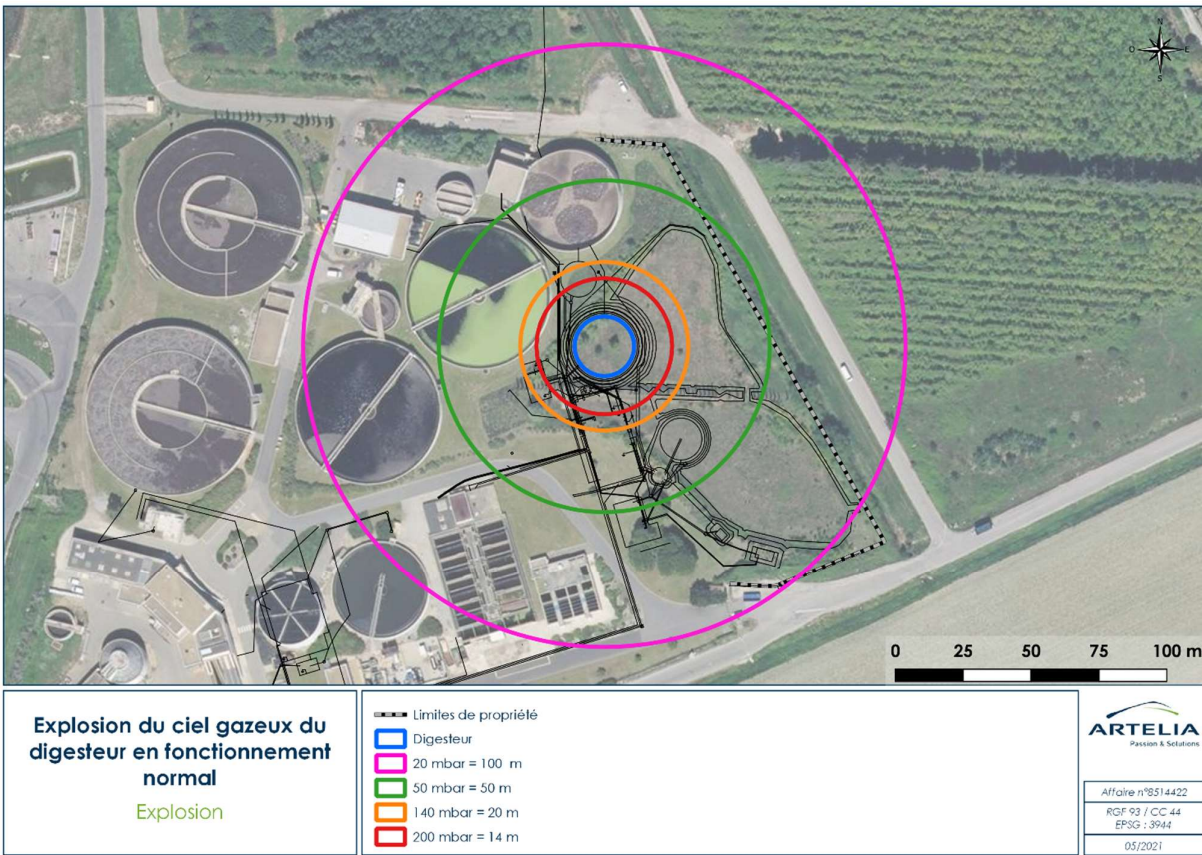 N
O E
S
0 25 50 75 100 m
Explosion du ciel gazeux du
digesteur en fonctionnement
normal
Explosion
Limites de propriété
Digesteur
20 mbar = 100 m
50 mbar = 50 m
140 mbar = 20 m
200 mbar = 14 m
ARTELIA
Passion & Solutions
Affaire n°8514422
RGF 93 / CC 44
EPSG : 3944
05/2021